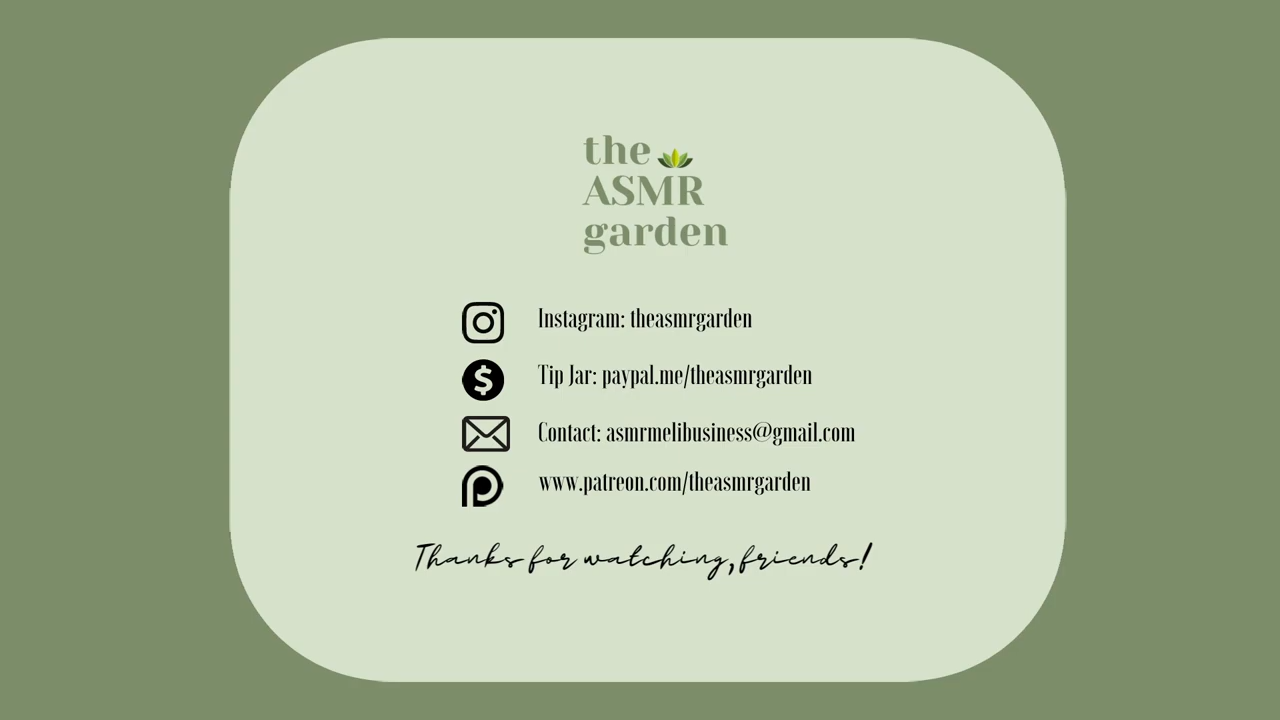 the
ASMR
garden
Instagram: theasmrgarden
Tip Jar: paypal.me/theasmrgarden
Contact: asmrmelibusiness@gmail.com
www.patreon.com/theasmrgarden
Thanks for watching, friends!